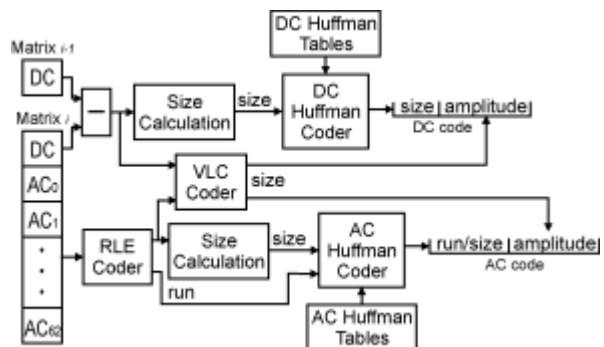 DC Huffman
Tables
Matrix i-1
DC
Size
Calculation
size
DC
Huffman
Coder
size amplitude
DC code
Matrix i
DC
AC0
AC1
AC62
VLC
Coder
size
RLE
Coder
Size
Calculation
size
run
AC
Huffman
Coder
run/size amplitude
AC code
AC Huffman
Tables